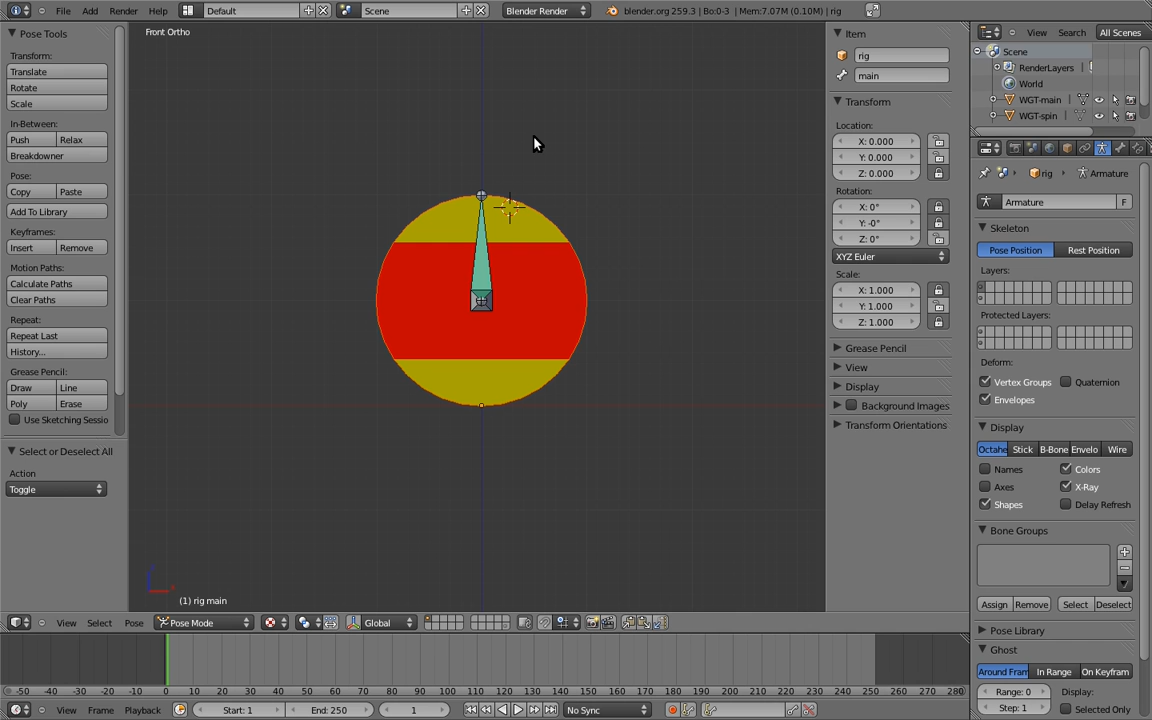 File Add Render Help Default Scene Blender Render blender.org 259.3 | Bo:0-3 | Mem:7.07M (0.10M) | rig
Pose Tools
Transform:
Translate
Rotate
Scale
In-Between:
Push Relax
Breakdowner
Pose:
Copy Paste
Add To Library
Keyframes:
Insert Remove
Motion Paths:
Calculate Paths
Clear Paths
Repeat:
Repeat Last
History...
Grease Pencil:
Draw Line
Poly Erase
Use Sketching Sessio
Select or Deselect All
Action
Toggle
Front Ortho
(1) rig main
Item
rig
main
Transform
Location:
X: 0.000
Y: 0.000
Z: 0.000
Rotation:
X: 0°
Y: -0°
Z: 0°
XYZ Euler
Scale:
X: 1.000
Y: 1.000
Z: 1.000
Grease Pencil
View
Display
Background Images
Transform Orientations
View Search All Scenes
Scene
RenderLayers
World
WGT-main
WGT-spin
rig Armature
Armature F
Skeleton
Pose Position Rest Position
Layers:
Protected Layers:
Deform:
Vertex Groups Quaternion
Envelopes
Display
Octahe Stick B-Bone Envelo Wire
Names Colors
Axes X-Ray
Shapes Delay Refresh
Bone Groups
Assign Remove Select Deselect
Pose Library
Ghost
Around Fram In Range On Keyfram
Range: 0 Display:
Step: 1 Selected Only
View Select Pose Pose Mode Global
-50 -40 -30 -20 -10 0 10 20 30 40 50 60 70 80 90 100 110 120 130 140 150 160 170 180 190 200 210 220 230 240 250 260 270 280
View Frame Playback Start: 1 End: 250 1 No Sync